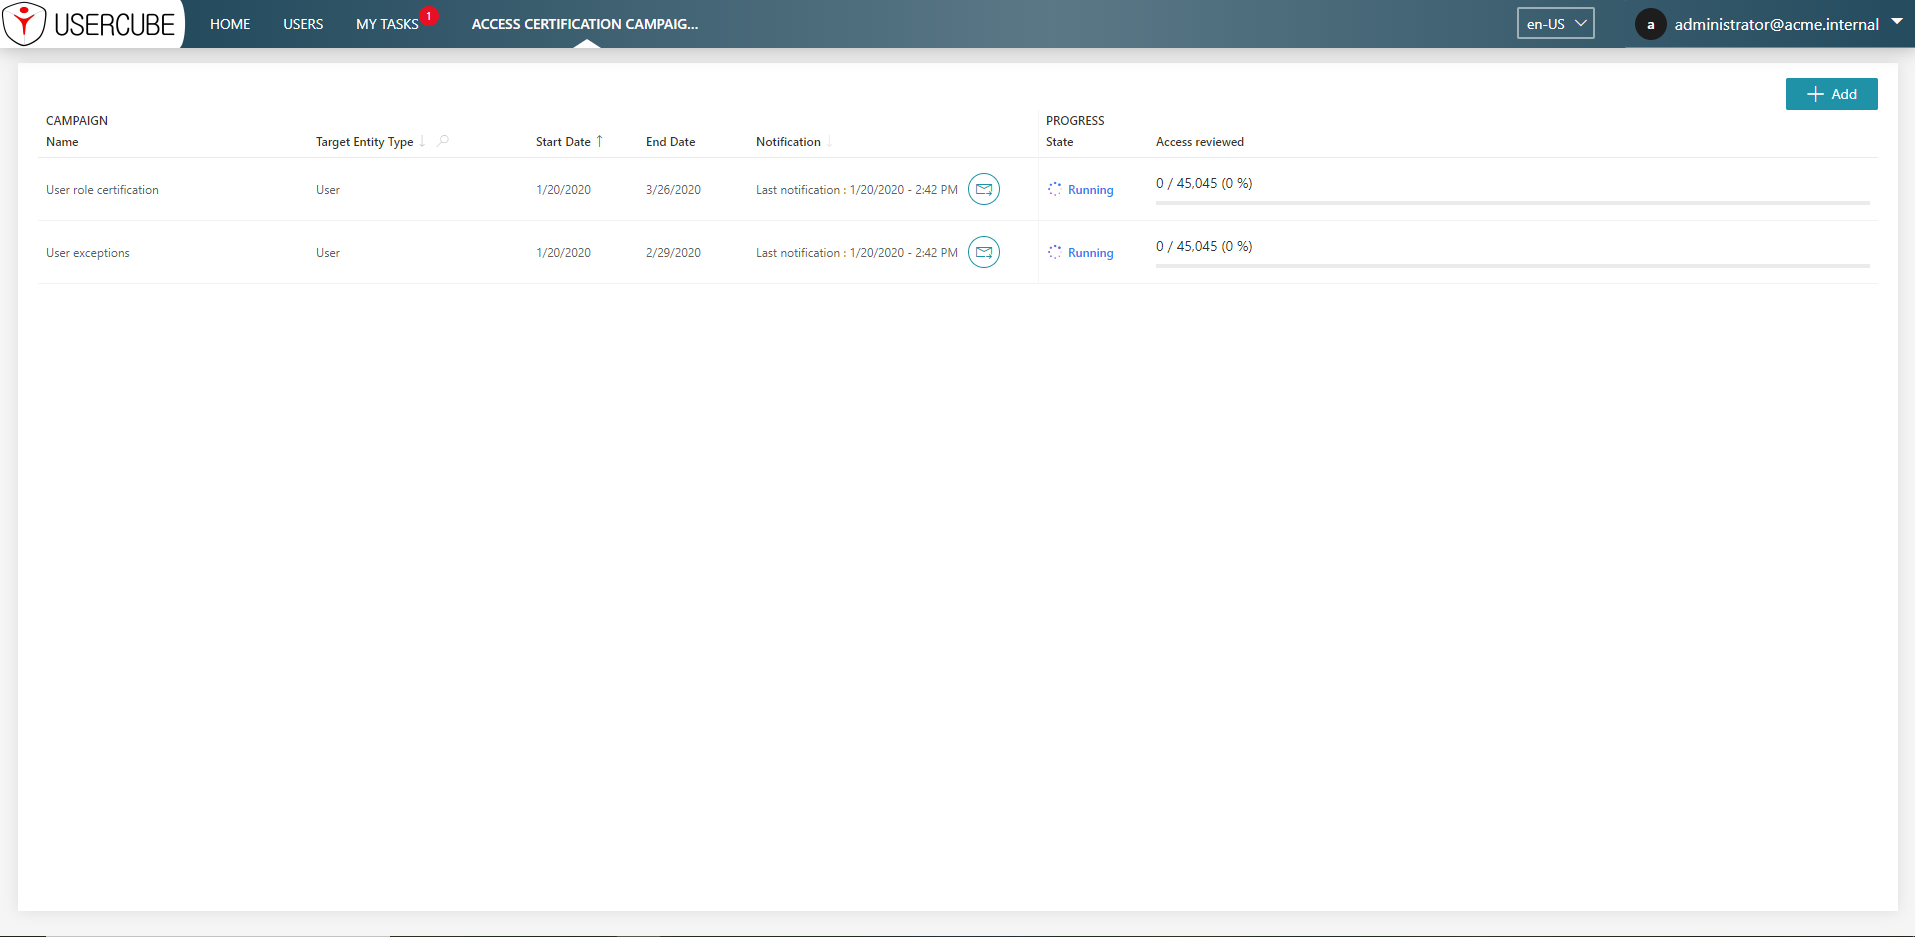 USERCUBE HOME USERS MY TASKS 1 ACCESS CERTIFICATION CAMPAIG... en-US a administrator@acme.internal
Add
CAMPAIGN PROGRESS
Name Target Entity Type Start Date End Date Notification State Access reviewed
User role certification User 1/20/2020 3/26/2020 Last notification : 1/20/2020 - 2:42 PM Running 0 / 45,045 (0 %)
User exceptions User 1/20/2020 2/29/2020 Last notification : 1/20/2020 - 2:42 PM Running 0 / 45,045 (0 %)